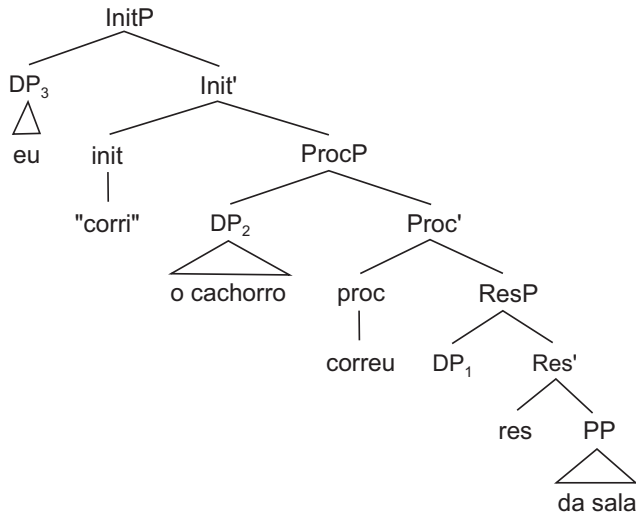 InitP
DP₃ Init'
eu init ProcP
"corri" DP₂ Proc'
o cachorro proc ResP
correu DP₁ Res'
res PP
da sala